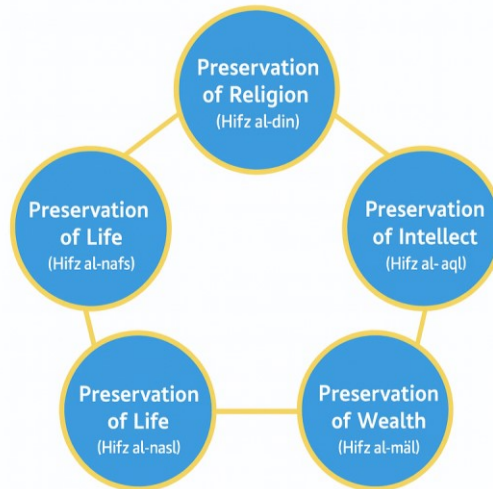 Preservation
of Religion
(Hifz al-din)
Preservation
of Life
(Hifz al-nafs)
Preservation
of Intellect
(Hifz al- aql)
Preservation
of Life
(Hifz al-nasl)
Preservation
of Wealth
(Hifz al-mäl)